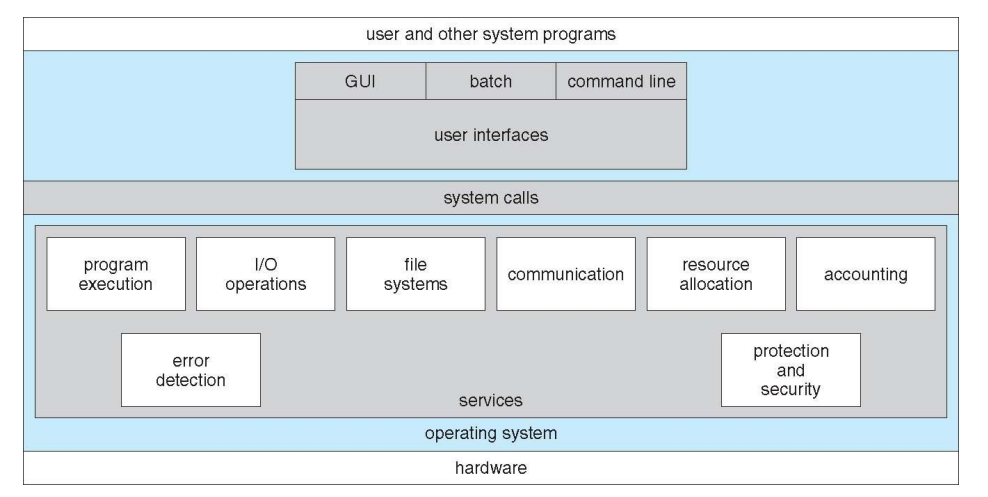 user and other system programs
GUI
batch
command line
user interfaces
system calls
program
execution
I/O
operations
file
systems
communication
resource
allocation
accounting
error
detection
protection
and
security
services
operating system
hardware